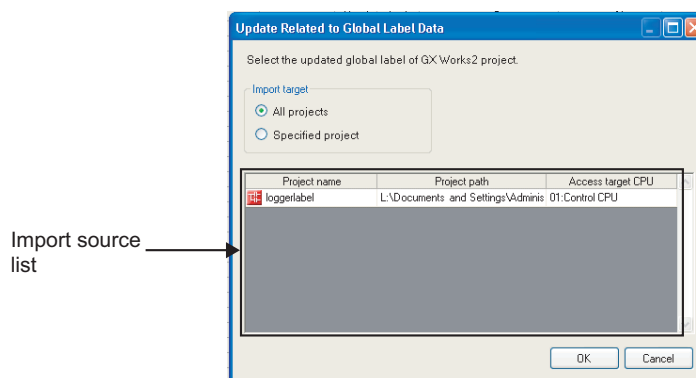 Update Related to Global Label Data
Select the updated global label of GX Works2 project.
Import target
All projects
Specified project
Project name Project path Access target CPU
loggerlabel L:\Documents and Settings\Adminis 01:Control CPU
Import source
list
OK Cancel